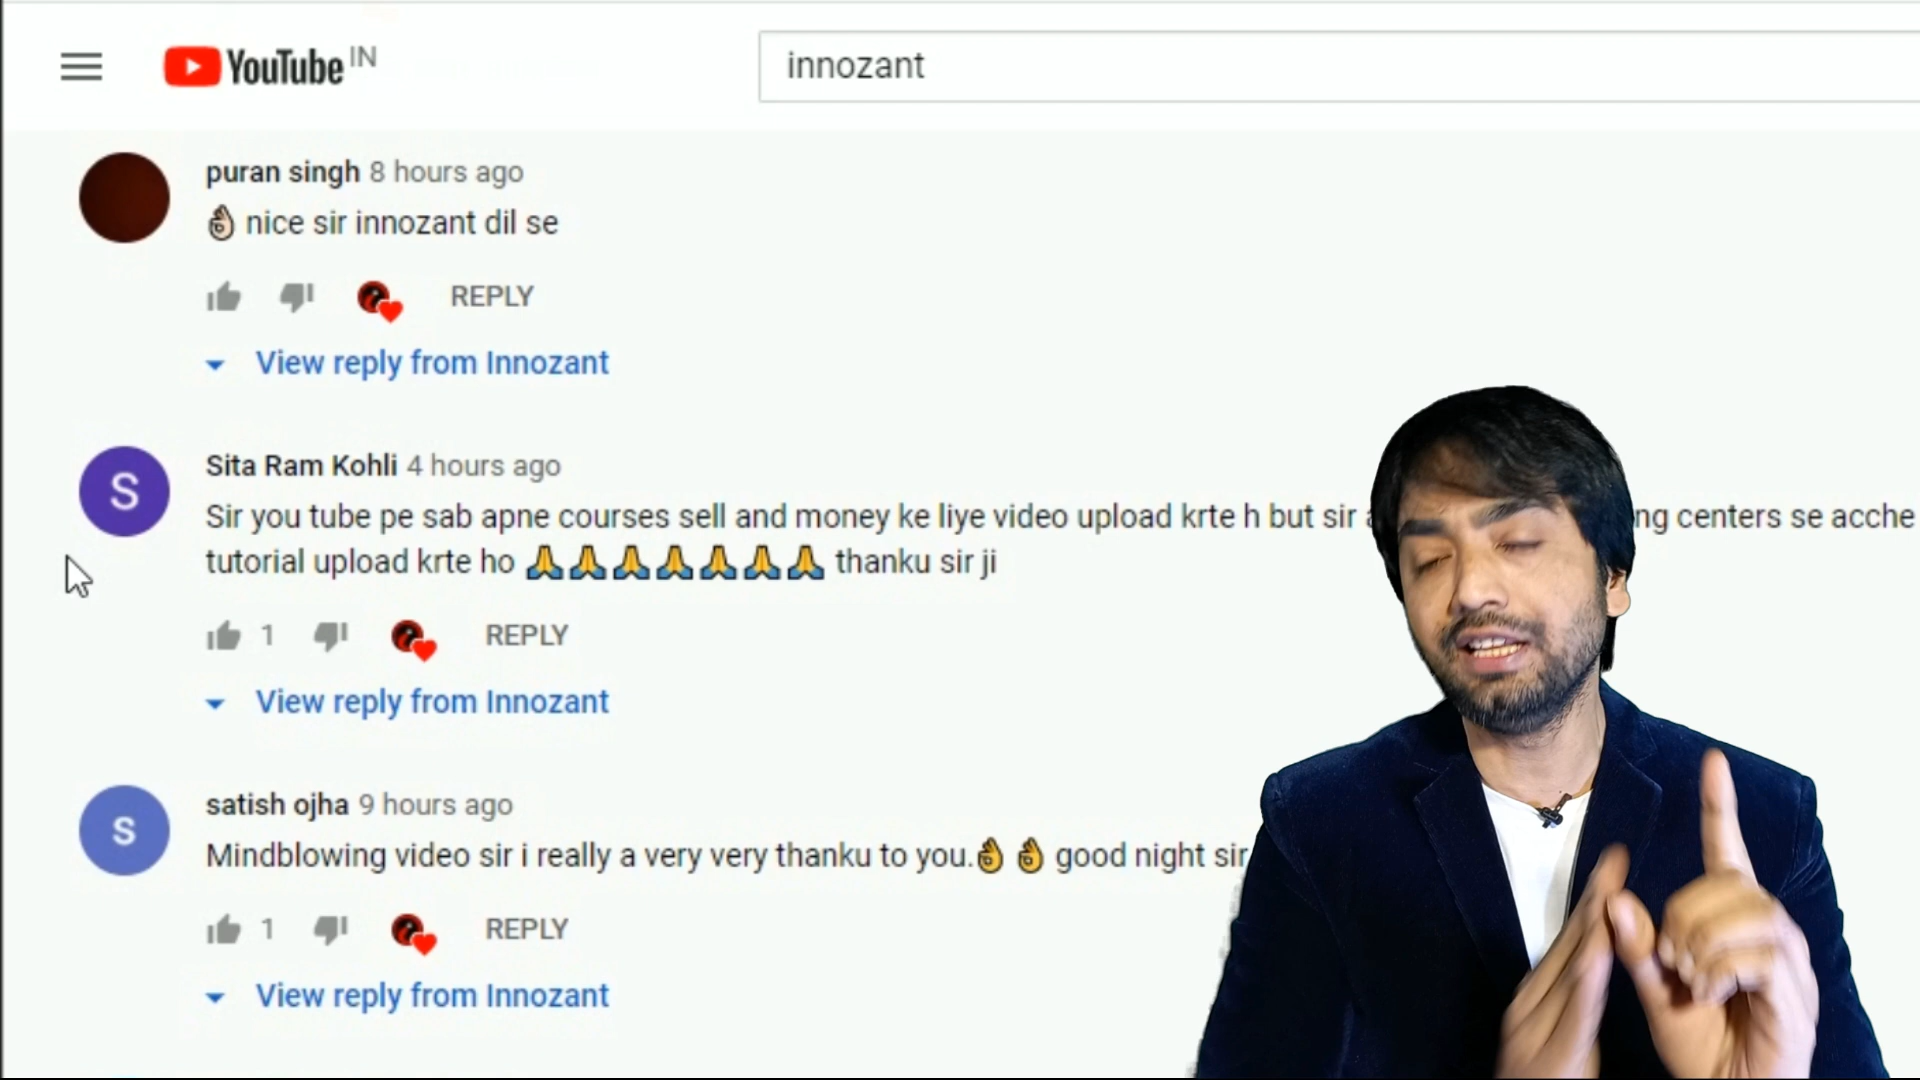 YouTube IN
innozant
puran singh 8 hours ago
👌 nice sir innozant dil se
REPLY
View reply from Innozant
S
Sita Ram Kohli 4 hours ago
Sir you tube pe sab apne courses sell and money ke liye video upload krte h but sir centers se acche
tutorial upload krte ho 🙏🙏🙏🙏🙏🙏🙏 thanku sir ji
1 REPLY
View reply from Innozant
s
satish ojha 9 hours ago
Mindblowing video sir i really a very very thanku to you.👌👌 good night sir
1 REPLY
View reply from Innozant